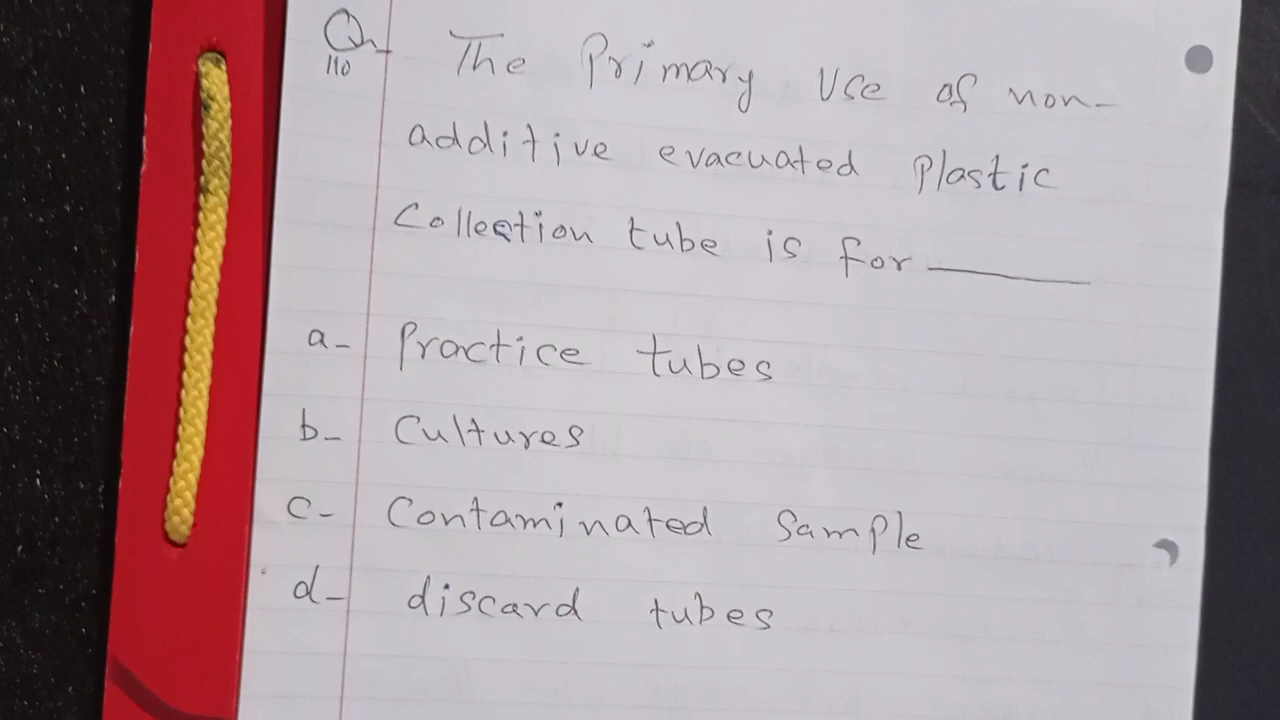 Qn-
110
The Primary Use of non-
additive evacuated Plastic
Collection tube is for ______
a- Practice tubes
b- Cultures
c- Contaminated Sample
d- discard tubes